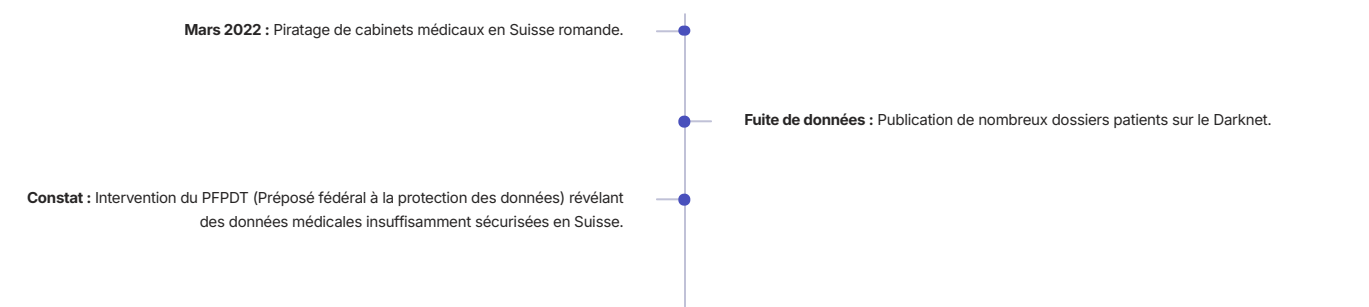 Mars 2022 : Piratage de cabinets médicaux en Suisse romande.
Fuite de données : Publication de nombreux dossiers patients sur le Darknet.
Constat : Intervention du PFPDT (Préposé fédéral à la protection des données) révélant
des données médicales insuffisamment sécurisées en Suisse.